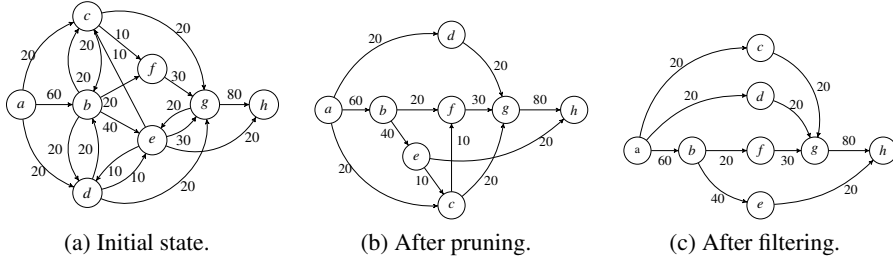 c
20 20 10 20
20 10
f
20 30
a 60 b 20 g 80 h
40 20
e 30 20
20 20 20
10 10
20 d 20
(a) Initial state.
d
20 20
a 60 b 20 f 30 g 80 h
40
e 10 20
20 10 20
c
(b) After pruning.
c
20 20
d
20 20
a 60 b 20 f 30 g 80 h
40 20
e
(c) After filtering.